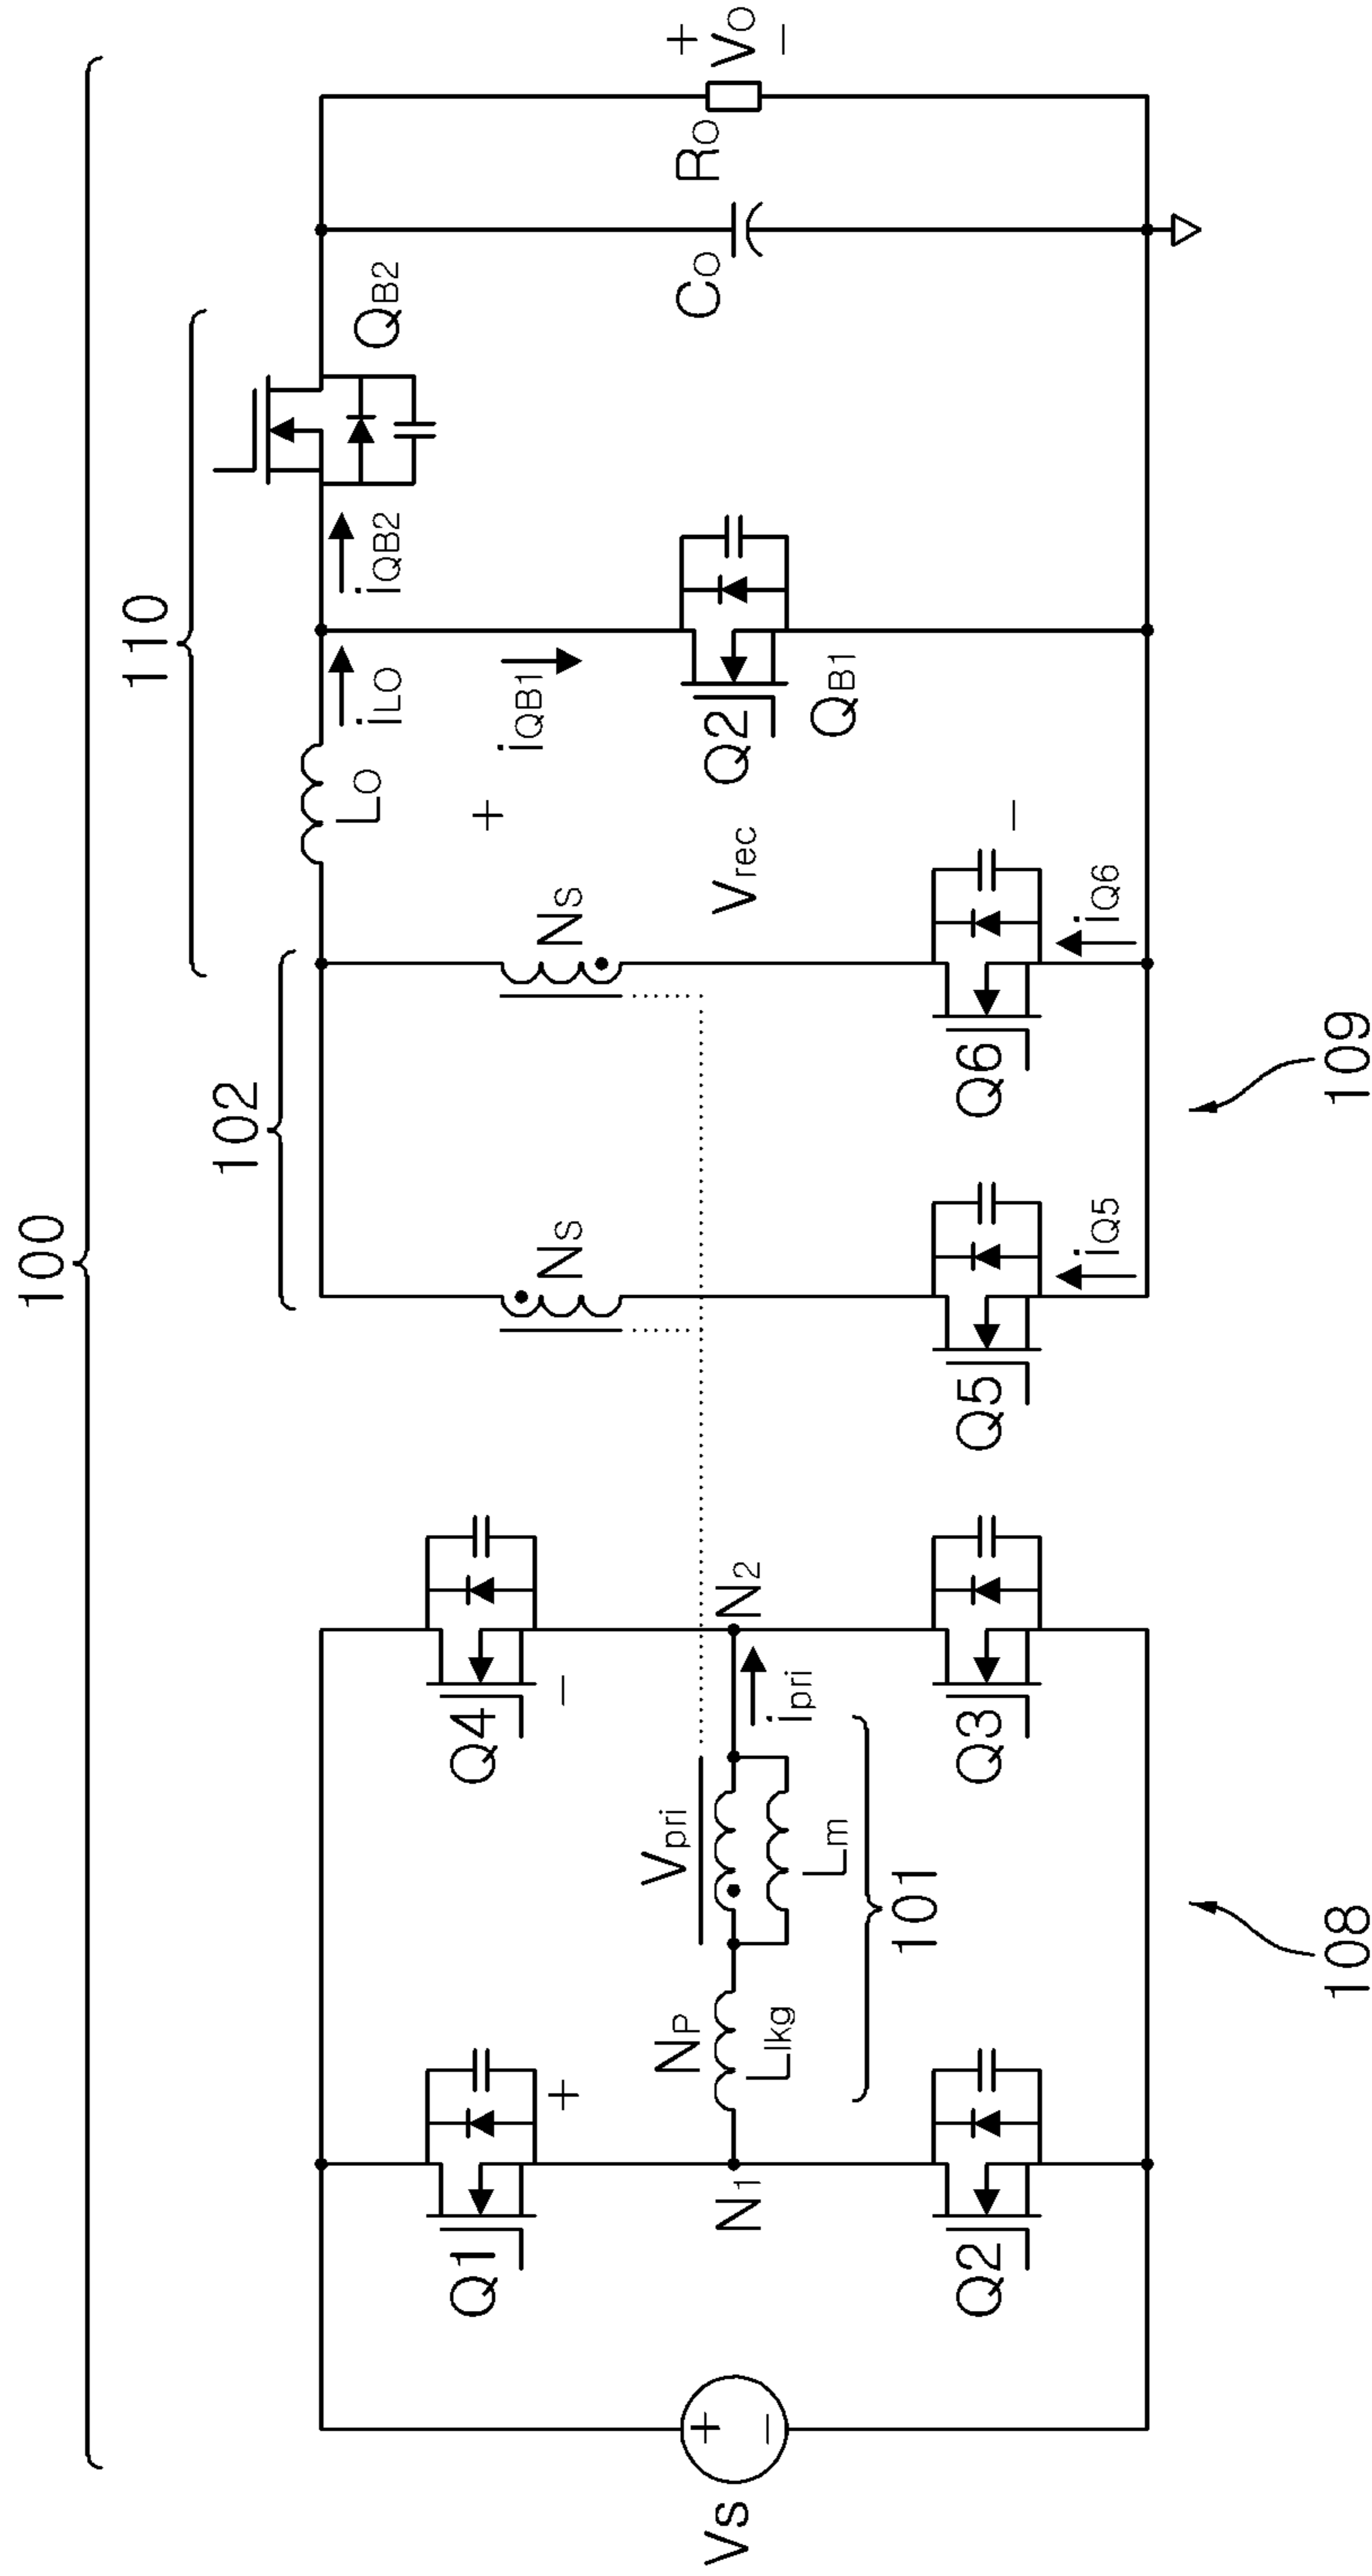 100
102
110
Q1
Q4
Q2
Q3
+
-
Vs
+
-
N1
N2
NP
Llkg
Vpri
Lm
ipri
101
108
NS
NS
Q5
Q6
iQ5
iQ6
109
+
Vrec
-
LO
iLO
iQB1
iQB2
Q2
QB1
QB2
CO
RO
+
VO
-